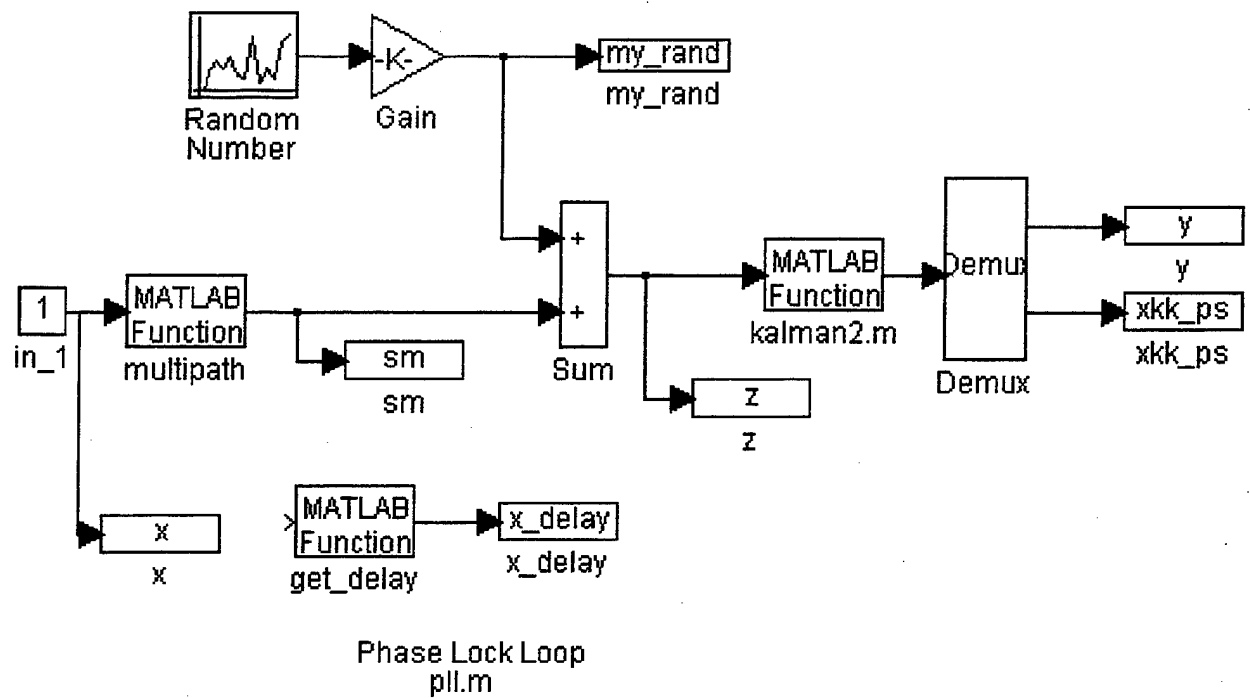 -K-
my_rand
Random
Number
Gain
my_rand
+
+
y
y
Demux
MATLAB
Function
kalman2.m
xkk_ps
xkk_ps
Demux
1
in_1
MATLAB
Function
multipath
sm
sm
Sum
z
z
x
x
MATLAB
Function
get_delay
x_delay
x_delay
Phase Lock Loop
pll.m